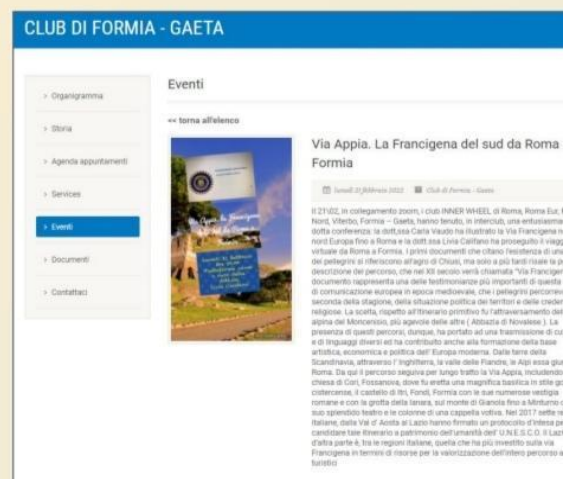 CLUB DI FORMIA - GAETA
> Organigramma
> Storia
> Agenda appuntamenti
> Services
> Eventi
> Documenti
> Contattaci
Eventi
<< torna all'elenco
Via Appia. La Francigena del sud da Roma
Formia
lunedì 21 febbraio 2022 Club di Formia - Gaeta
Il 21\02, in collegamento zoom, i club INNER WHEEL di Roma, Roma Eur,
Nord, Viterbo, Formia – Gaeta, hanno tenuto, in interclub, una
dotta conferenza: la dott.ssa Carla Vaudo ha illustrato la Via Francigena
nord Europa fino a Roma e la dott ssa Livia Califano ha proseguito il
virtuale da Roma a Formia. I primi documenti che citano l'esistenza di
dei pellegrini si riferiscono all'agro di Chiusi, ma solo a più tardi risale la
descrizione del percorso, che nel XII secolo verrà chiamata "Via
documento rappresenta una delle testimonianze più importanti di questa
di comunicazione europea in epoca medioevale, che i pellegrini
seconda della stagione, della situazione politica dei territori e delle
religiose. La scelta, rispetto all'itinerario primitivo fu l'attraversamento
alpina del Moncenisio, più agevole delle altre ( Abbazia di Novalese ). La
presenza di questi percorsi, dunque, ha portato ad una trasmissione di
e di linguaggi diversi ed ha contribuito anche alla formazione della base
artistica, economica e politica dell' Europa moderna. Dalle terre della
Scandinavia, attraverso l' Inghilterra, la valle delle Fiandre, le Alpi essa
Roma. Da qui il percorso seguiva per lungo tratto la Via Appia,
chiesa di Cori, Fossanova, dove fu eretta una magnifica basilica in stile
cistercense, il castello di Itri, Fondi, Formia con le sue numerose vestigia
romane e con la grotta della Ianara, sul monte di Gianola fino a Minturno
suo splendido teatro e le colonne di una cappella votiva. Nel 2017 sette
italiane, dalla Val d' Aosta al Lazio hanno firmato un protocollo d'intesa
candidare tale itinerario a patrimonio dell'umanità dell' U.N.E.S.C.O. Il
d'altra parte è, tra le regioni italiane, quella che ha più investito sulla via
Francigena in termini di risorse per la valorizzazione dell'intero percorso
turistici